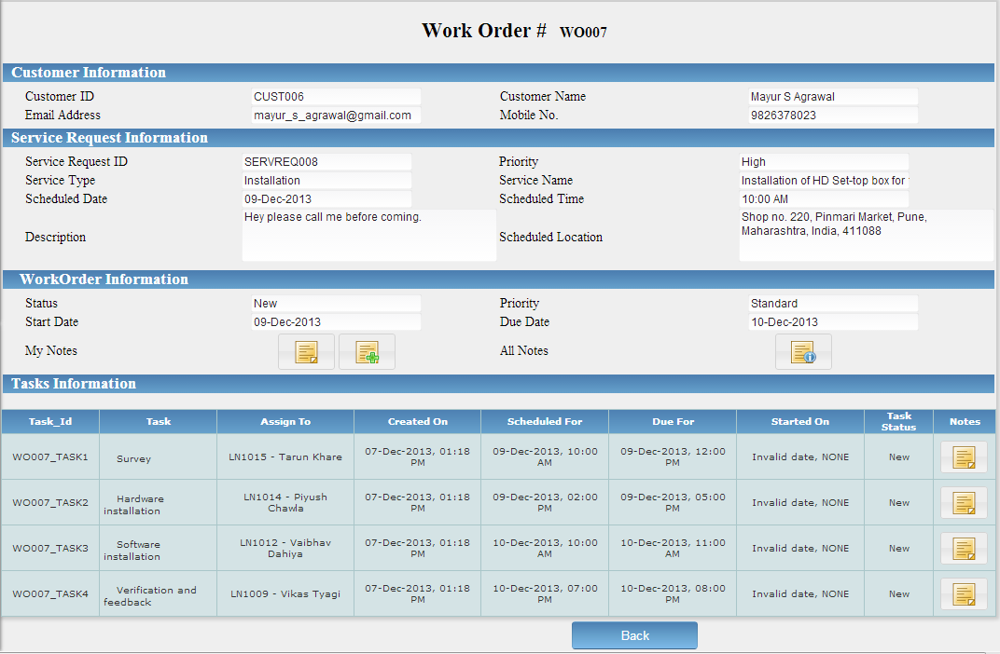 Work Order # WO007
Customer Information
Customer ID CUST006 Customer Name Mayur S Agrawal
Email Address mayur_s_agrawal@gmail.com Mobile No. 9826378023
Service Request Information
Service Request ID SERVREQ008 Priority High
Service Type Installation Service Name Installation of HD Set-top box for
Scheduled Date 09-Dec-2013 Scheduled Time 10:00 AM
Description Hey please call me before coming. Scheduled Location Shop no. 220, Pinmari Market, Pune,
Maharashtra, India, 411088
WorkOrder Information
Status New Priority Standard
Start Date 09-Dec-2013 Due Date 10-Dec-2013
My Notes All Notes
Tasks Information
Task_Id Task Assign To Created On Scheduled For Due For Started On Task Status Notes
WO007_TASK1 Survey LN1015 - Tarun Khare 07-Dec-2013, 01:18 PM 09-Dec-2013, 10:00 AM 09-Dec-2013, 12:00 PM Invalid date, NONE New
WO007_TASK2 Hardware installation LN1014 - Piyush Chawla 07-Dec-2013, 01:18 PM 09-Dec-2013, 02:00 PM 09-Dec-2013, 05:00 PM Invalid date, NONE New
WO007_TASK3 Software installation LN1012 - Vaibhav Dahiya 07-Dec-2013, 01:18 PM 10-Dec-2013, 10:00 AM 10-Dec-2013, 11:00 AM Invalid date, NONE New
WO007_TASK4 Verification and feedback LN1009 - Vikas Tyagi 07-Dec-2013, 01:18 PM 10-Dec-2013, 07:00 PM 10-Dec-2013, 08:00 PM Invalid date, NONE New
Back